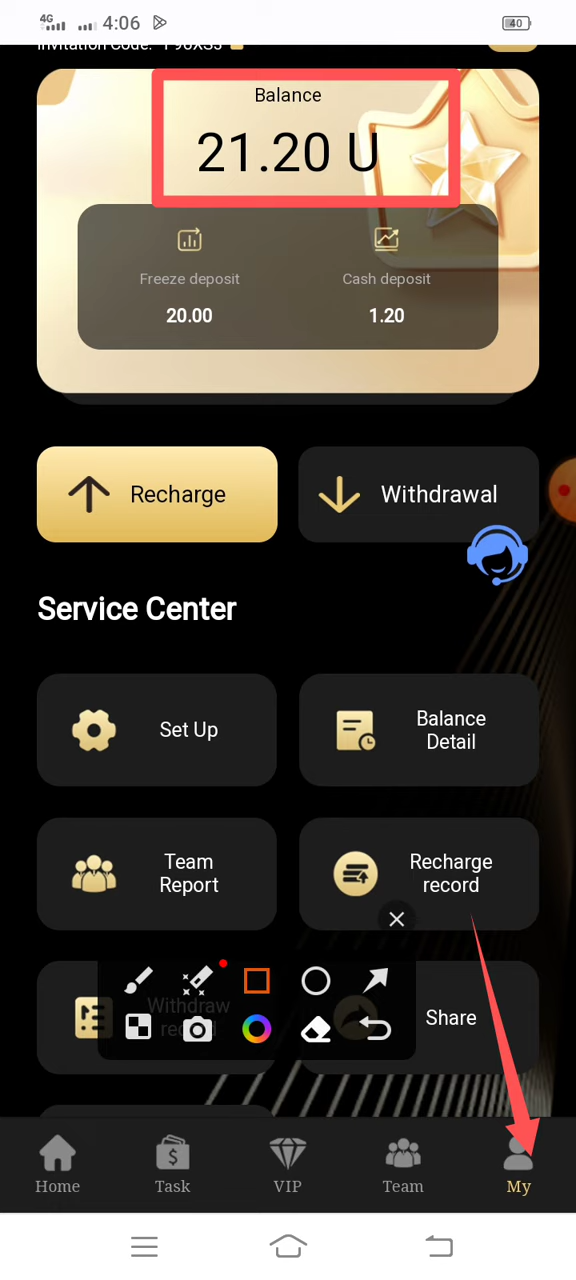 4G 4:06 40
Invitation Code:
Balance
21.20 U
Freeze deposit Cash deposit
20.00 1.20
Recharge Withdrawal
Service Center
Set Up
Balance
Detail
Team
Report
Recharge
record
Withdraw
Share
Home Task VIP Team My